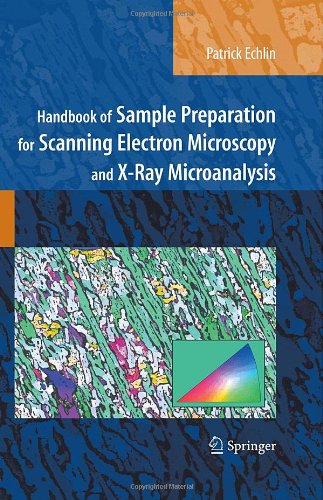 Patrick Echlin
Handbook of Sample Preparation
for Scanning Electron Microscopy
and X-Ray Microanalysis
Springer